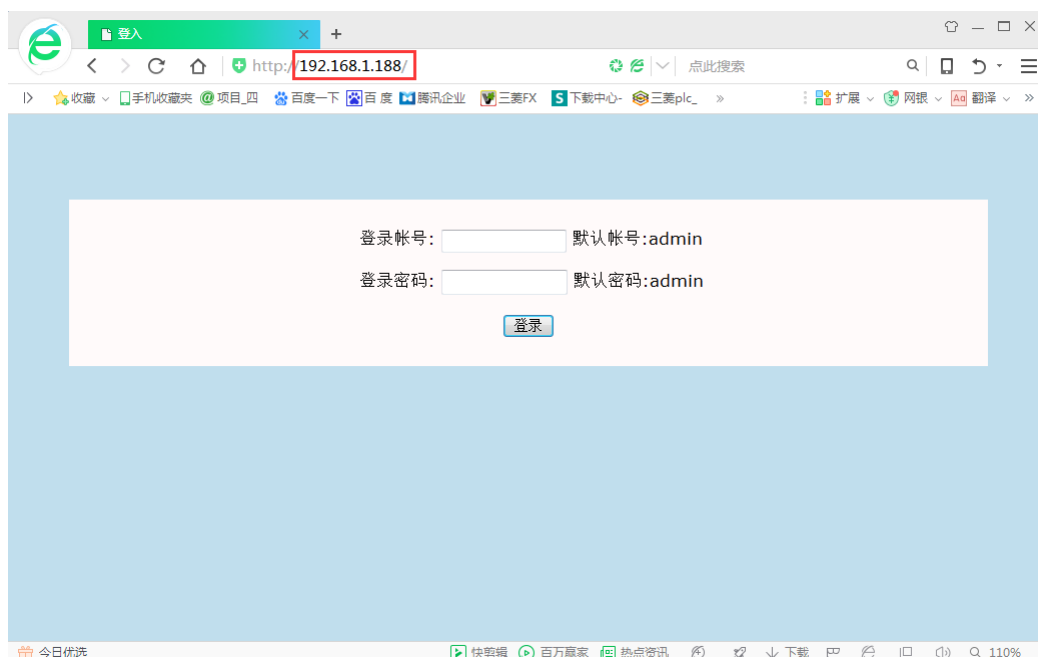 登入
http://192.168.1.188/
点此搜索
收藏 手机收藏夹 项目_四 百度一下 百 度 腾讯企业 三菱FX 下载中心- 三菱plc_ » 扩展 网银 Aa 翻译 »
登录帐号: 默认帐号:admin
登录密码: 默认密码:admin
登录
今日优选 快剪辑 百万赢家 热点资讯 下载 110%